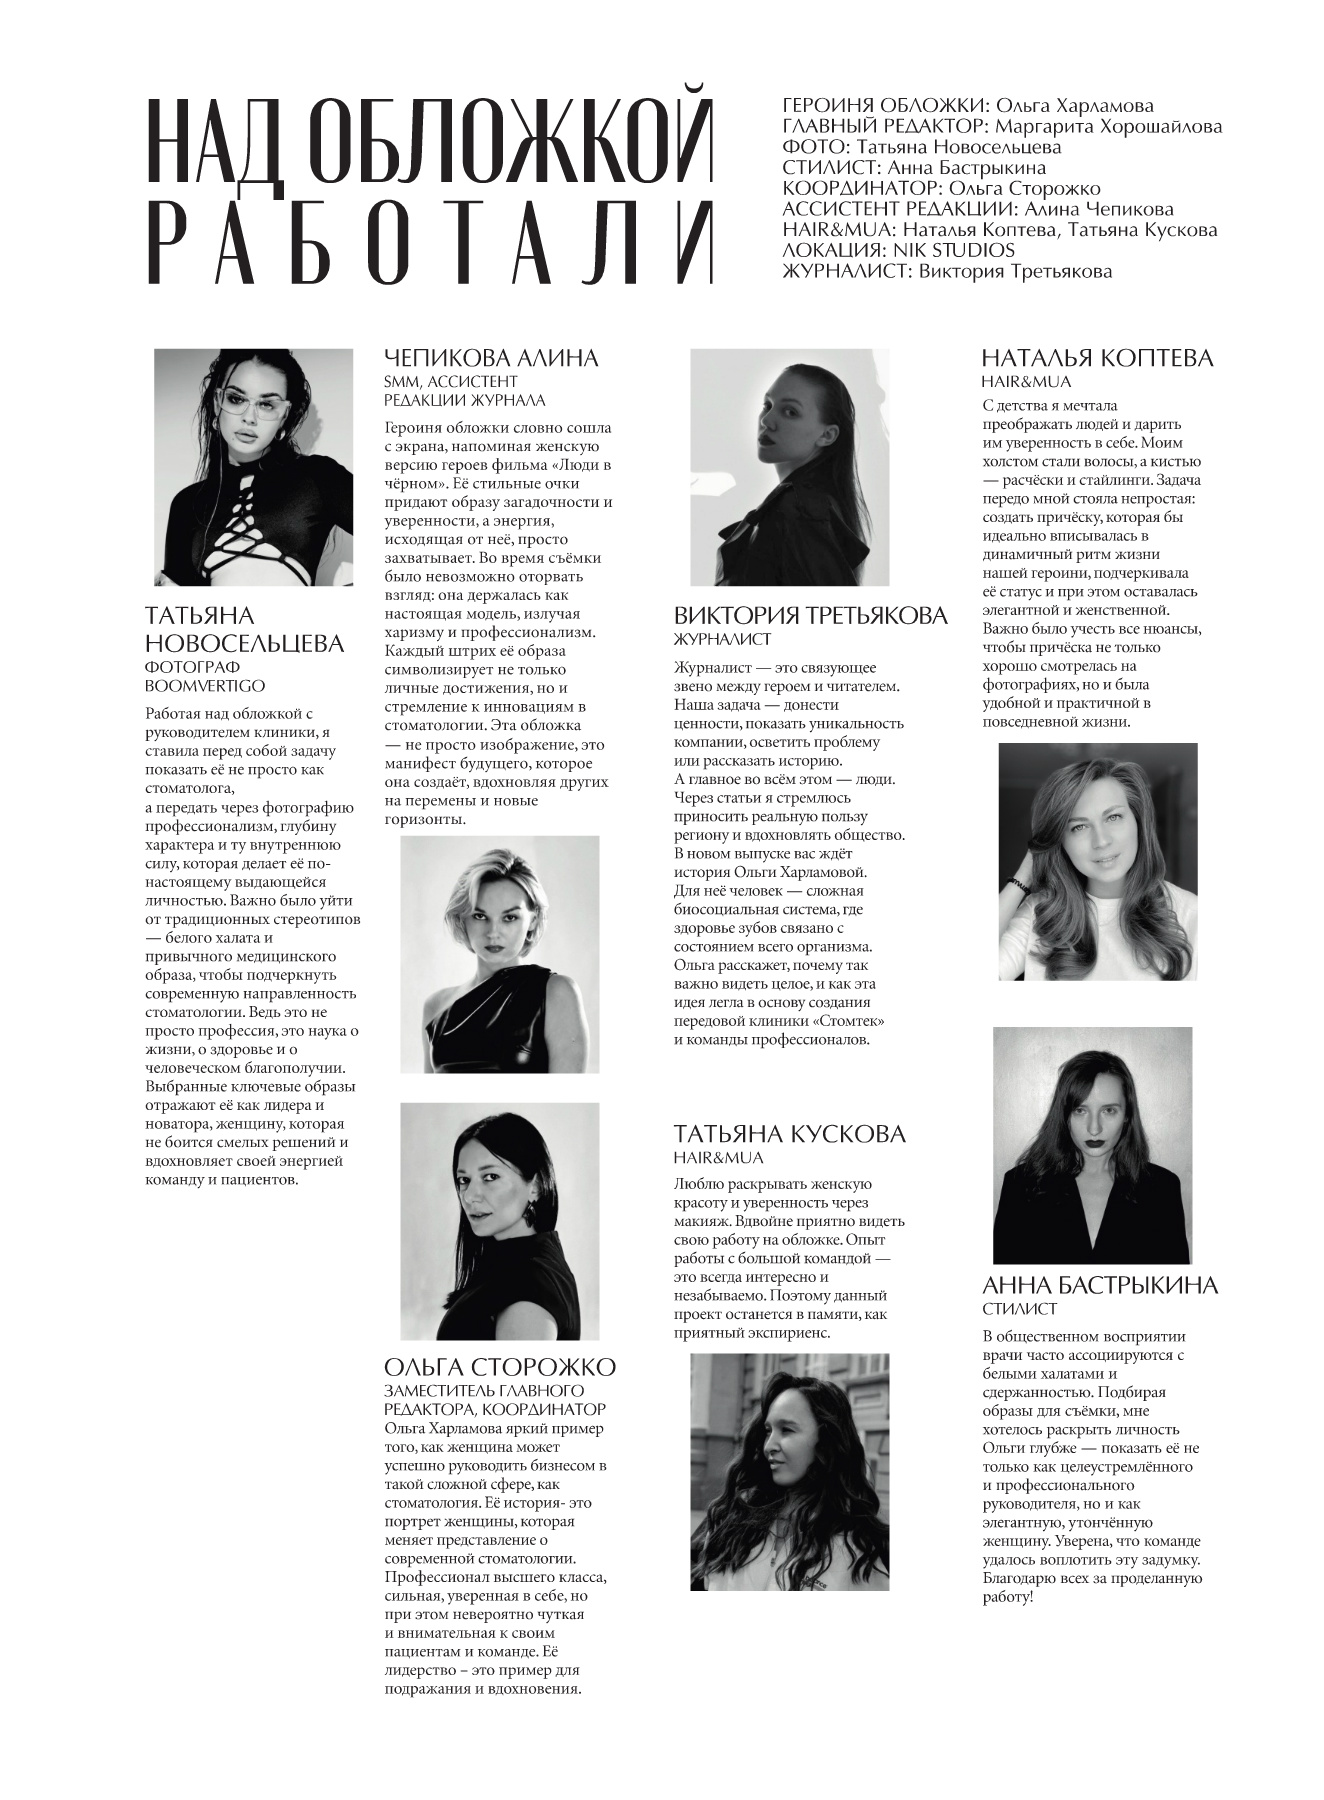 НАД ОБЛОЖКОЙ
РАБОТАЛИ
ГЕРОИНЯ ОБЛОЖКИ: Ольга Харламова
ГЛАВНЫЙ РЕДАКТОР: Маргарита Хорошайлова
ФОТО: Татьяна Новосельцева
СТИЛИСТ: Анна Бастрыкина
КООРДИНАТОР: Ольга Сторожко
АССИСТЕНТ РЕДАКЦИИ: Алина Чепикова
HAIR&MUA: Наталья Коптева, Татьяна Кускова
ЛОКАЦИЯ: NIK STUDIOS
ЖУРНАЛИСТ: Виктория Третьякова
ТАТЬЯНА
НОВОСЕЛЬЦЕВА
ФОТОГРАФ
BOOMVERTIGO
Работая над обложкой с
руководителем клиники, я
ставила перед собой задачу
показать её не просто как
стоматолога,
а передать через фотографию
профессионализм, глубину
характера и ту внутреннюю
силу, которая делает её по-
настоящему выдающейся
личностью. Важно было уйти
от традиционных стереотипов
— белого халата и
привычного медицинского
образа, чтобы подчеркнуть
современную направленность
стоматологии. Ведь это не
просто профессия, это наука о
жизни, о здоровье и о
человеческом благополучии.
Выбранные ключевые образы
отражают её как лидера и
новатора, женщину, которая
не боится смелых решений и
вдохновляет своей энергией
команду и пациентов.
ЧЕПИКОВА АЛИНА
SMM, АССИСТЕНТ
РЕДАКЦИИ ЖУРНАЛА
Героиня обложки словно сошла
с экрана, напоминая женскую
версию героев фильма «Люди в
чёрном». Её стильные очки
придают образу загадочности и
уверенности, а энергия,
исходящая от неё, просто
захватывает. Во время съёмки
было невозможно оторвать
взгляд: она держалась как
настоящая модель, излучая
харизму и профессионализм.
Каждый штрих её образа
символизирует не только
личные достижения, но и
стремление к инновациям в
стоматологии. Эта обложка
— не просто изображение, это
манифест будущего, которое
она создаёт, вдохновляя других
на перемены и новые
горизонты.
ОЛЬГА СТОРОЖКО
ЗАМЕСТИТЕЛЬ ГЛАВНОГО
РЕДАКТОРА, КООРДИНАТОР
Ольга Харламова яркий пример
того, как женщина может
успешно руководить бизнесом в
такой сложной сфере, как
стоматология. Её история- это
портрет женщины, которая
меняет представление о
современной стоматологии.
Профессионал высшего класса,
сильная, уверенная в себе, но
при этом невероятно чуткая
и внимательная к своим
пациентам и команде. Её
лидерство – это пример для
подражания и вдохновения.
ВИКТОРИЯ ТРЕТЬЯКОВА
ЖУРНАЛИСТ
Журналист — это связующее
звено между героем и читателем.
Наша задача — донести
ценности, показать уникальность
компании, осветить проблему
или рассказать историю.
А главное во всём этом — люди.
Через статьи я стремлюсь
приносить реальную пользу
региону и вдохновлять общество.
В новом выпуске вас ждёт
история Ольги Харламовой.
Для неё человек — сложная
биосоциальная система, где
здоровье зубов связано с
состоянием всего организма.
Ольга расскажет, почему так
важно видеть целое, и как эта
идея легла в основу создания
передовой клиники «Стомтек»
и команды профессионалов.
ТАТЬЯНА КУСКОВА
HAIR&MUA
Люблю раскрывать женскую
красоту и уверенность через
макияж. Вдвойне приятно видеть
свою работу на обложке. Опыт
работы с большой командой —
это всегда интересно и
незабываемо. Поэтому данный
проект останется в памяти, как
приятный экспириенс.
НАТАЛЬЯ КОПТЕВА
HAIR&MUA
С детства я мечтала
преображать людей и дарить
им уверенность в себе. Моим
холстом стали волосы, а кистью
— расчёски и стайлинги. Задача
передо мной стояла непростая:
создать причёску, которая бы
идеально вписывалась в
динамичный ритм жизни
нашей героини, подчеркивала
её статус и при этом оставалась
элегантной и женственной.
Важно было учесть все нюансы,
чтобы причёска не только
хорошо смотрелась на
фотографиях, но и была
удобной и практичной в
повседневной жизни.
АННА БАСТРЫКИНА
СТИЛИСТ
В общественном восприятии
врачи часто ассоциируются с
белыми халатами и
сдержанностью. Подбирая
образы для съёмки, мне
хотелось раскрыть личность
Ольги глубже — показать её не
только как целеустремлённого
и профессионального
руководителя, но и как
элегантную, утончённую
женщину. Уверена, что команде
удалось воплотить эту задумку.
Благодарю всех за проделанную
работу!